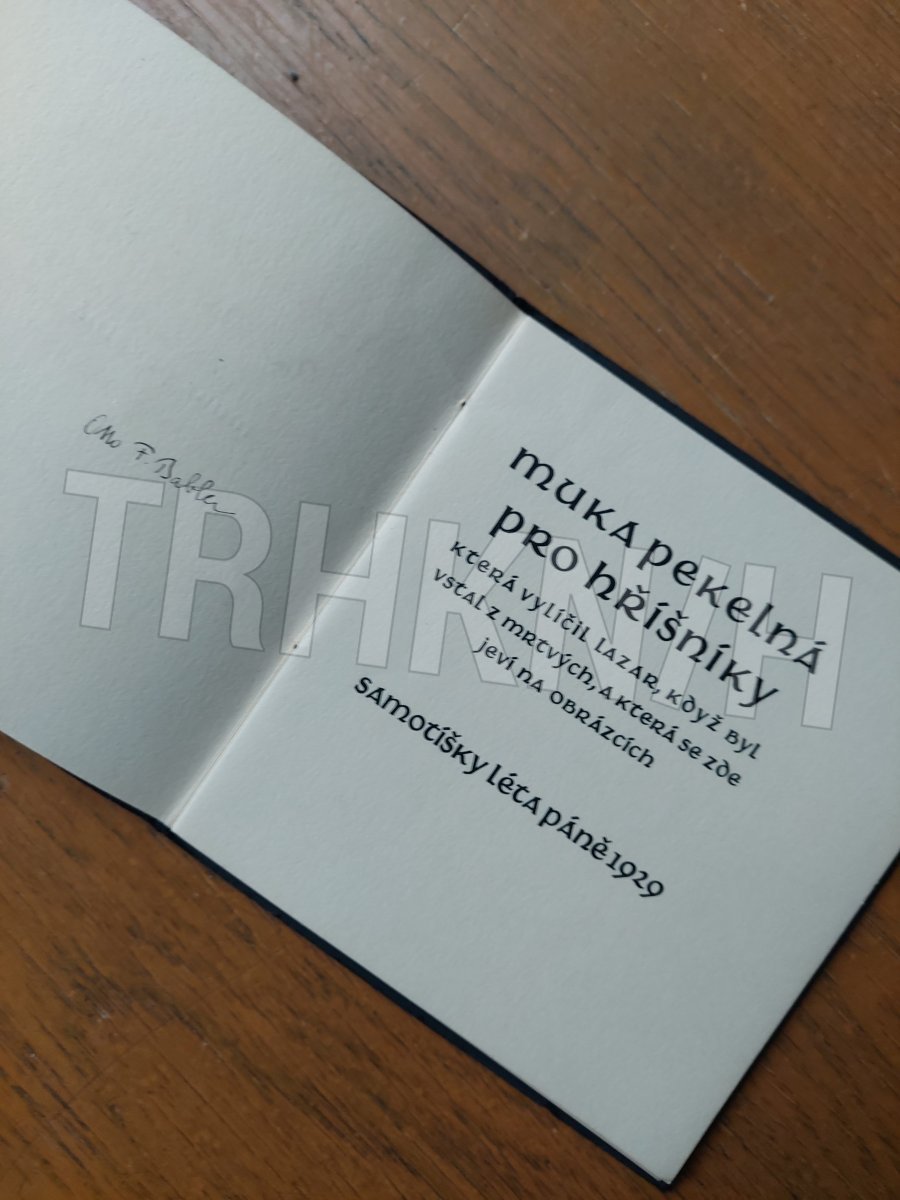 Otto F. Babler
muka pekelná
pro hříšníky
která vylíčil lazar, když byl
vstal z mrtvých, a která se zde
jeví na obrázcích
samotíšky léta páně 1929
TRHKNIH